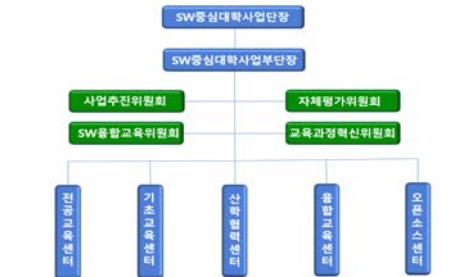 SW중심대학사업단장
SW중심대학사업부단장
사업추진위원회
자체평가위원회
SW융합교육위원회
교육과정혁신위원회
전공교육센터
기초교육센터
산학협력센터
융합교육센터
오픈소스센터